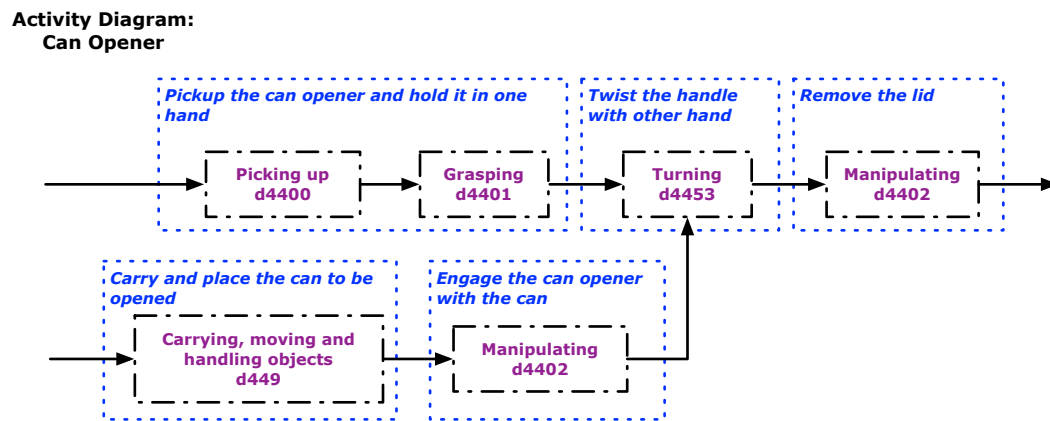 Activity Diagram:
Can Opener
Pickup the can opener and hold it in one
hand
Picking up
d4400
Grasping
d4401
Twist the handle
with other hand
Turning
d4453
Remove the lid
Manipulating
d4402
Carry and place the can to be
opened
Carrying, moving and
handling objects
d449
Engage the can opener
with the can
Manipulating
d4402